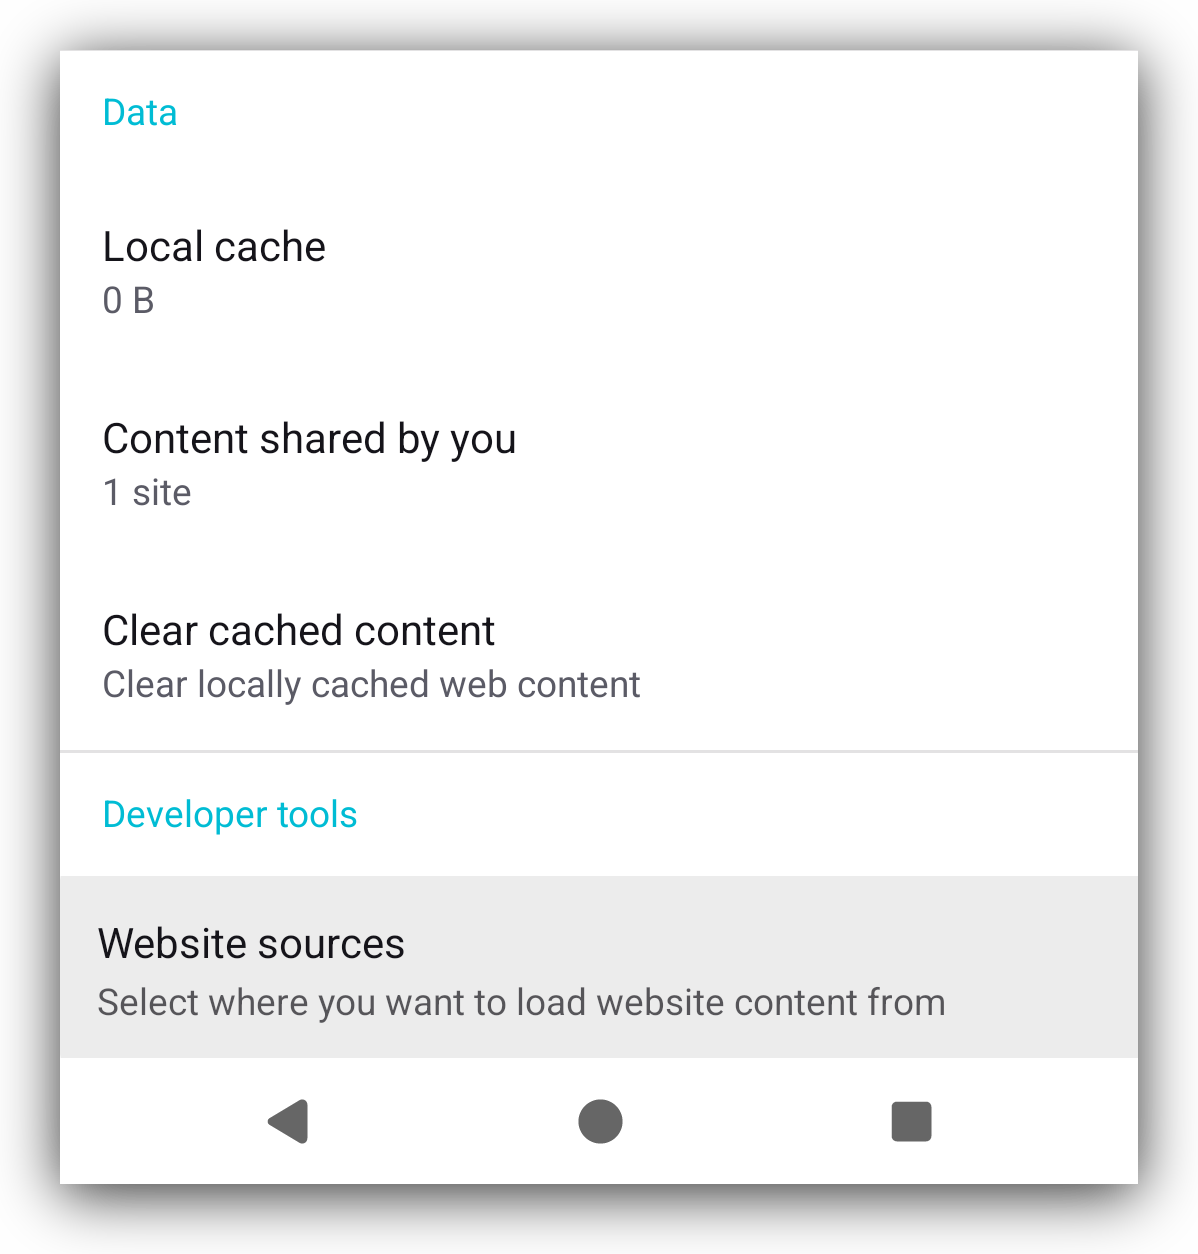 Data
Local cache
0 B
Content shared by you
1 site
Clear cached content
Clear locally cached web content
Developer tools
Website sources
Select where you want to load website content from